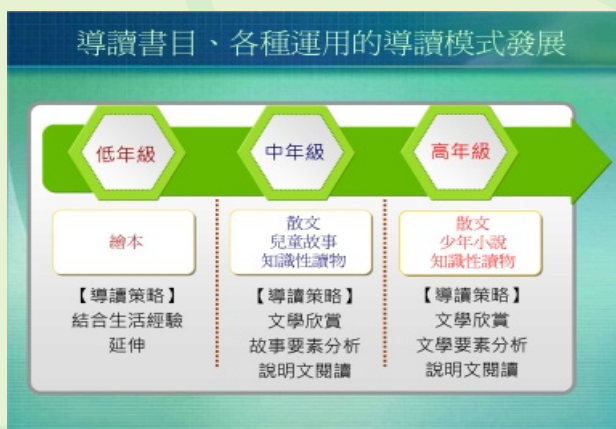 導讀書目、各種運用的導讀模式發展
低年級
中年級
高年級
繪本
散文
兒童故事
知識性讀物
散文
少年小說
知識性讀物
【導讀策略】
結合生活經驗
延伸
【導讀策略】
文學欣賞
故事要素分析
說明文閱讀
【導讀策略】
文學欣賞
文學要素分析
說明文閱讀